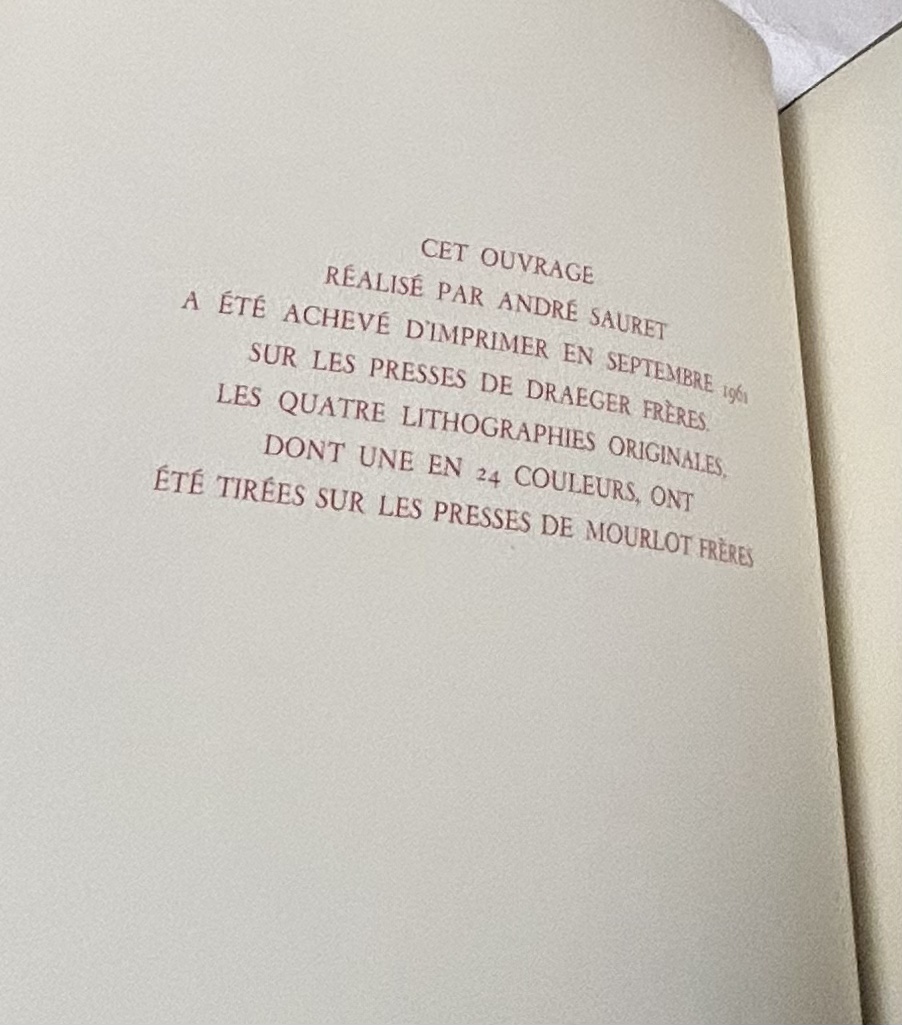 CET OUVRAGE
RÉALISÉ PAR ANDRÉ SAURET
A ÉTÉ ACHEVÉ D'IMPRIMER EN SEPTEMBRE 1961
SUR LES PRESSES DE DRAEGER FRÈRES.
LES QUATRE LITHOGRAPHIES ORIGINALES,
DONT UNE EN 24 COULEURS, ONT
ÉTÉ TIRÉES SUR LES PRESSES DE MOURLOT FRÈRES